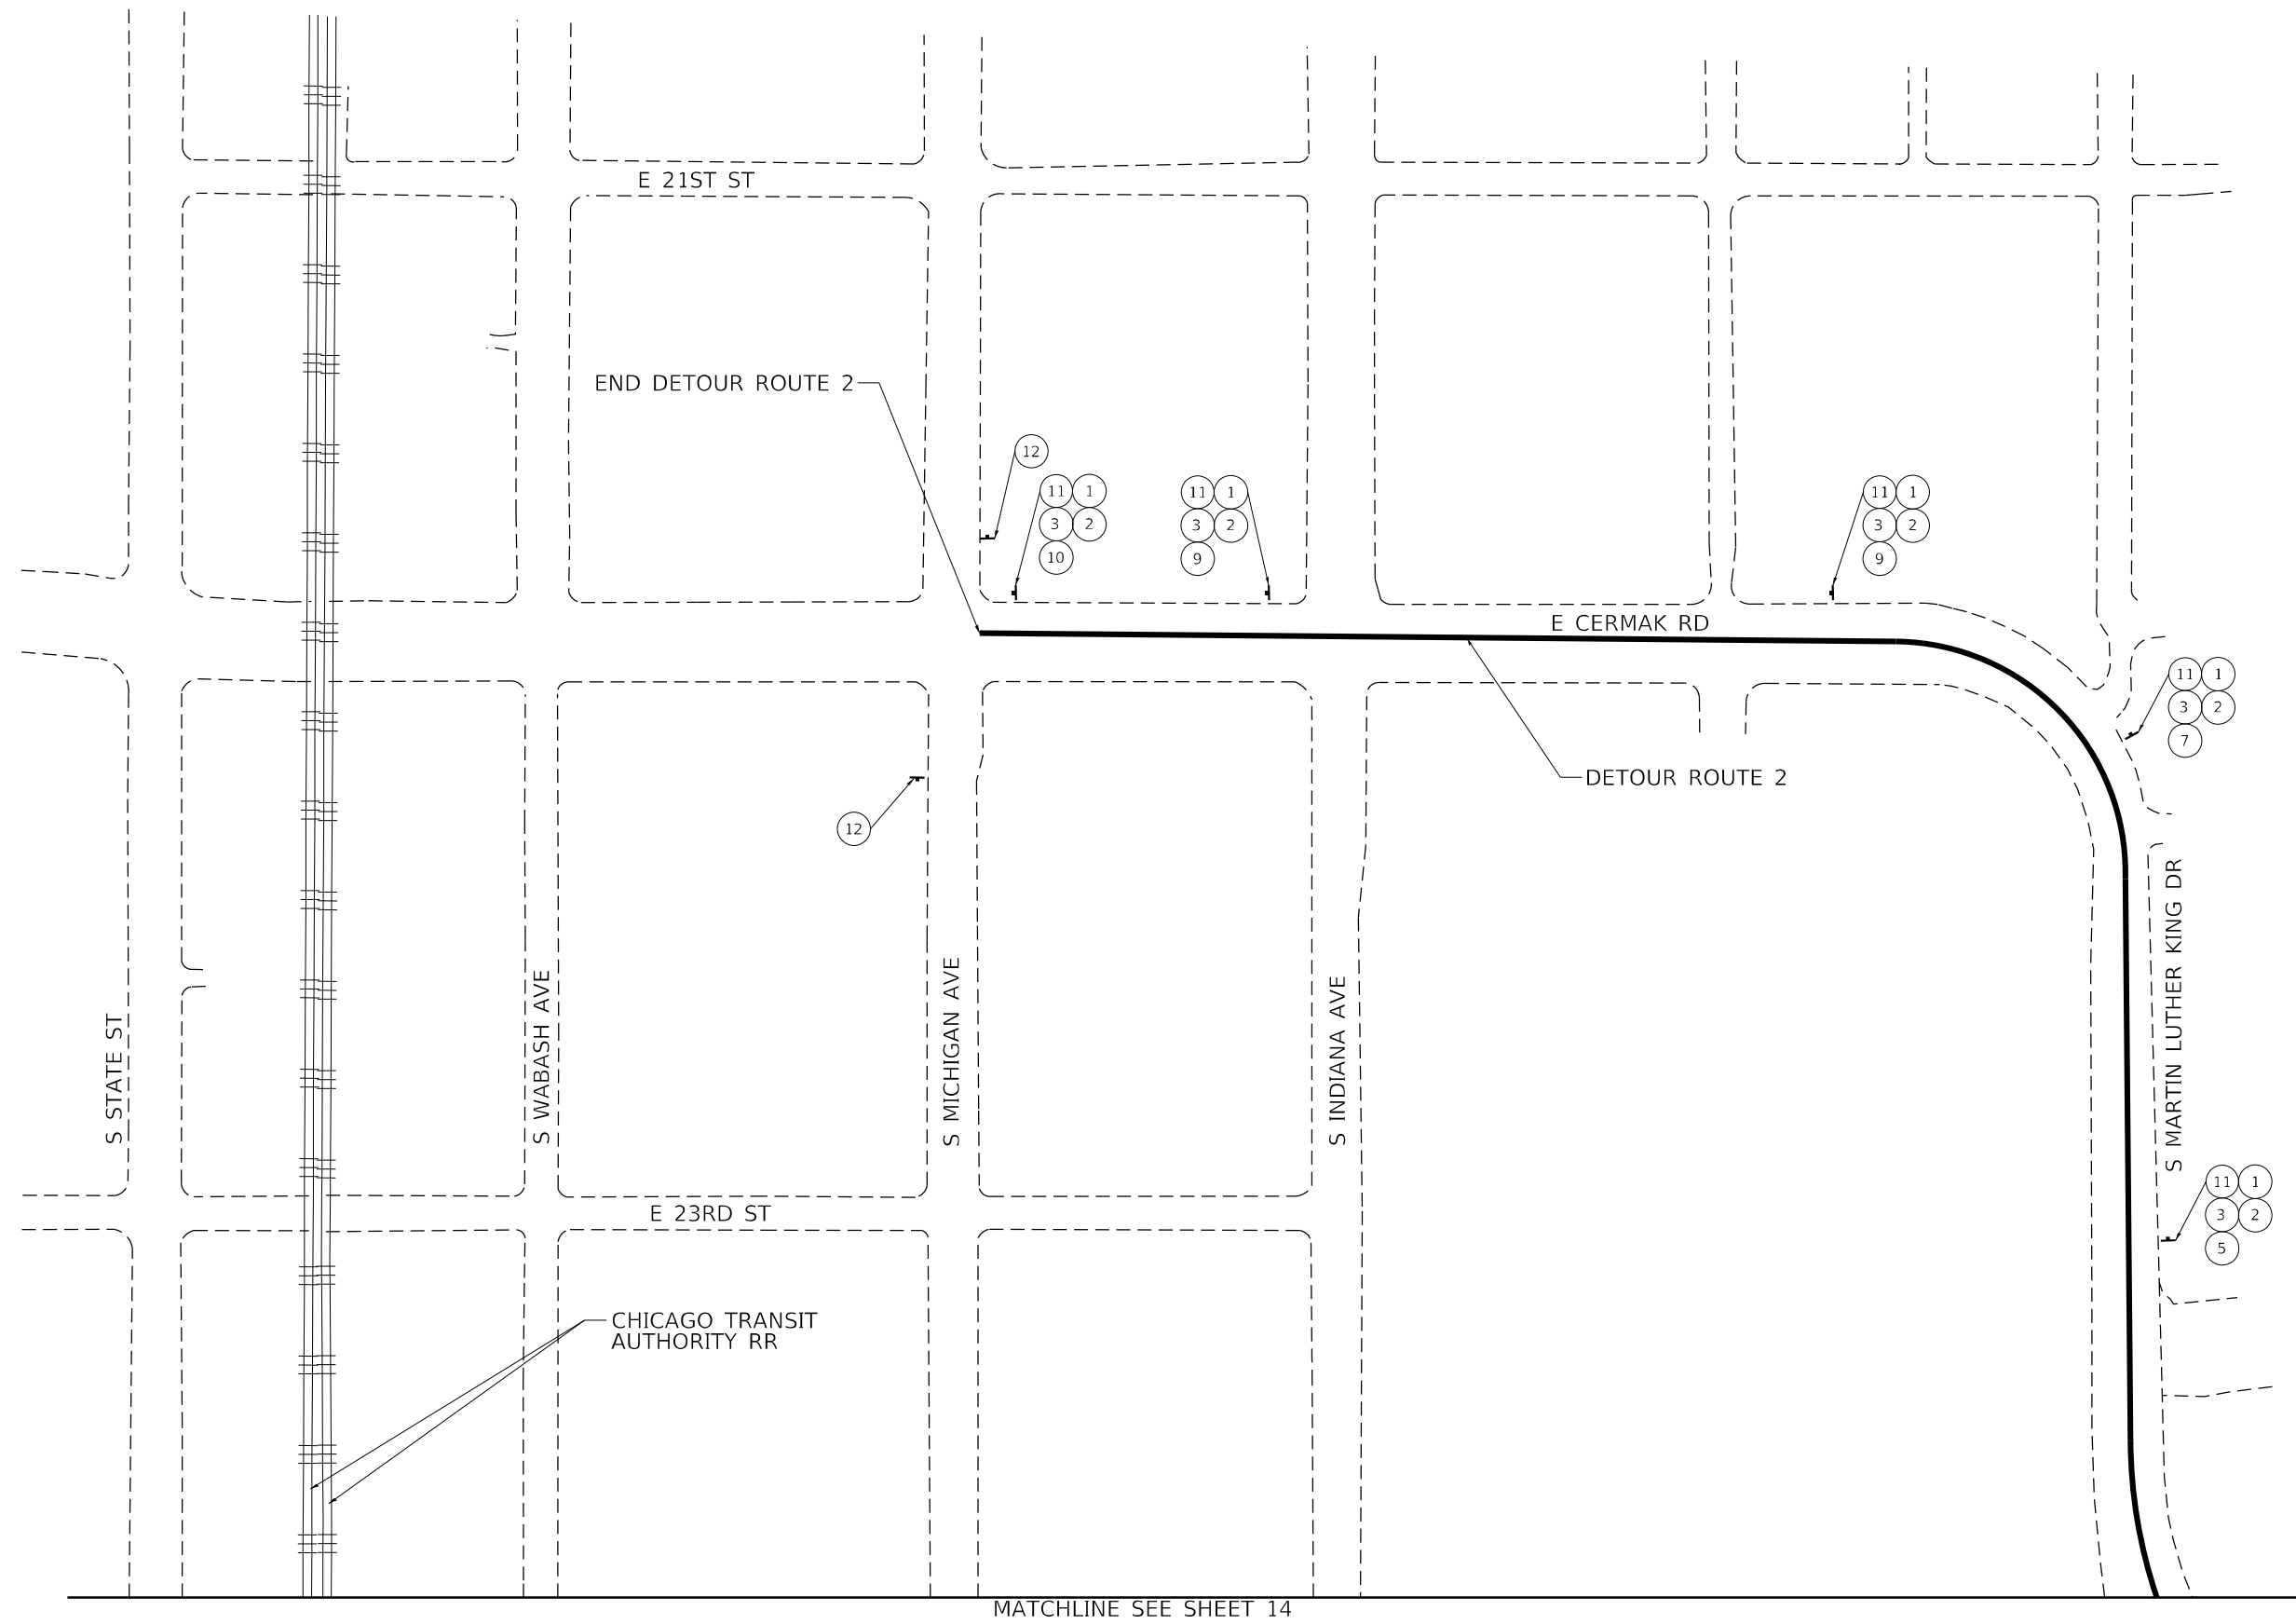 E 21ST ST
END DETOUR ROUTE 2
12
11 1
3 2
10
11 1
3 2
9
11 1
3 2
9
E CERMAK RD
11 1
3 2
7
DETOUR ROUTE 2
12
S STATE ST
S WABASH AVE
S MICHIGAN AVE
S INDIANA AVE
S MARTIN LUTHER KING DR
11 1
3 2
5
E 23RD ST
CHICAGO TRANSIT
AUTHORITY RR
MATCHLINE SEE SHEET 14